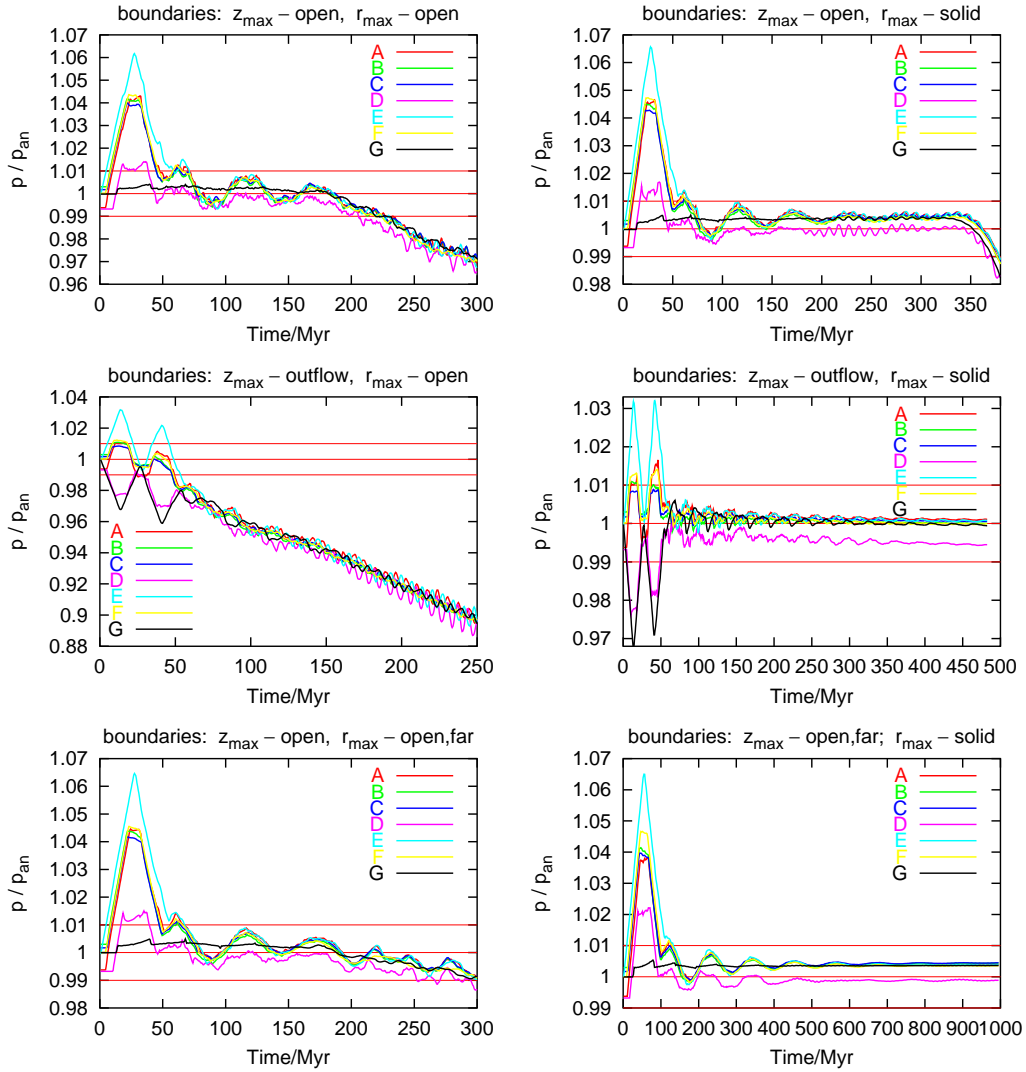 boundaries: z_max – open, r_max – open
p / p_an
1.07
1.06
1.05
1.04
1.03
1.02
1.01
1
0.99
0.98
0.97
0.96
A
B
C
D
E
F
G
0 50 100 150 200 250 300
Time/Myr
boundaries: z_max – open, r_max – solid
p / p_an
1.07
1.06
1.05
1.04
1.03
1.02
1.01
1
0.99
0.98
A
B
C
D
E
F
G
0 50 100 150 200 250 300 350
Time/Myr
boundaries: z_max – outflow, r_max – open
p / p_an
1.04
1.02
1
0.98
0.96
0.94
0.92
0.9
0.88
A
B
C
D
E
F
G
0 50 100 150 200 250
Time/Myr
boundaries: z_max – outflow, r_max – solid
p / p_an
1.03
1.02
1.01
1
0.99
0.98
0.97
A
B
C
D
E
F
G
0 50 100 150 200 250 300 350 400 450 500
Time/Myr
boundaries: z_max – open, r_max – open,far
p / p_an
1.07
1.06
1.05
1.04
1.03
1.02
1.01
1
0.99
0.98
A
B
C
D
E
F
G
0 50 100 150 200 250 300
Time/Myr
boundaries: z_max – open,far; r_max – solid
p / p_an
1.07
1.06
1.05
1.04
1.03
1.02
1.01
1
0.99
A
B
C
D
E
F
G
0 100 200 300 400 500 600 700 800 900 1000
Time/Myr